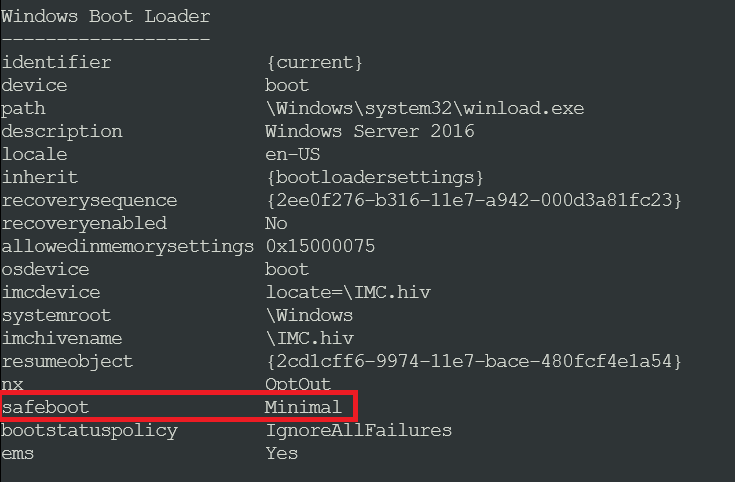 Windows Boot Loader
-------------------
identifier {current}
device boot
path \Windows\system32\winload.exe
description Windows Server 2016
locale en-US
inherit {bootloadersettings}
recoverysequence {2ee0f276-b316-11e7-a942-000d3a81fc23}
recoveryenabled No
allowedinmemorysettings 0x15000075
osdevice boot
imcdevice locate=\IMC.hiv
systemroot \Windows
imchivename \IMC.hiv
resumeobject {2cd1cff6-9974-11e7-bace-480fcf4e1a54}
nx OptOut
safeboot Minimal
bootstatuspolicy IgnoreAllFailures
ems Yes